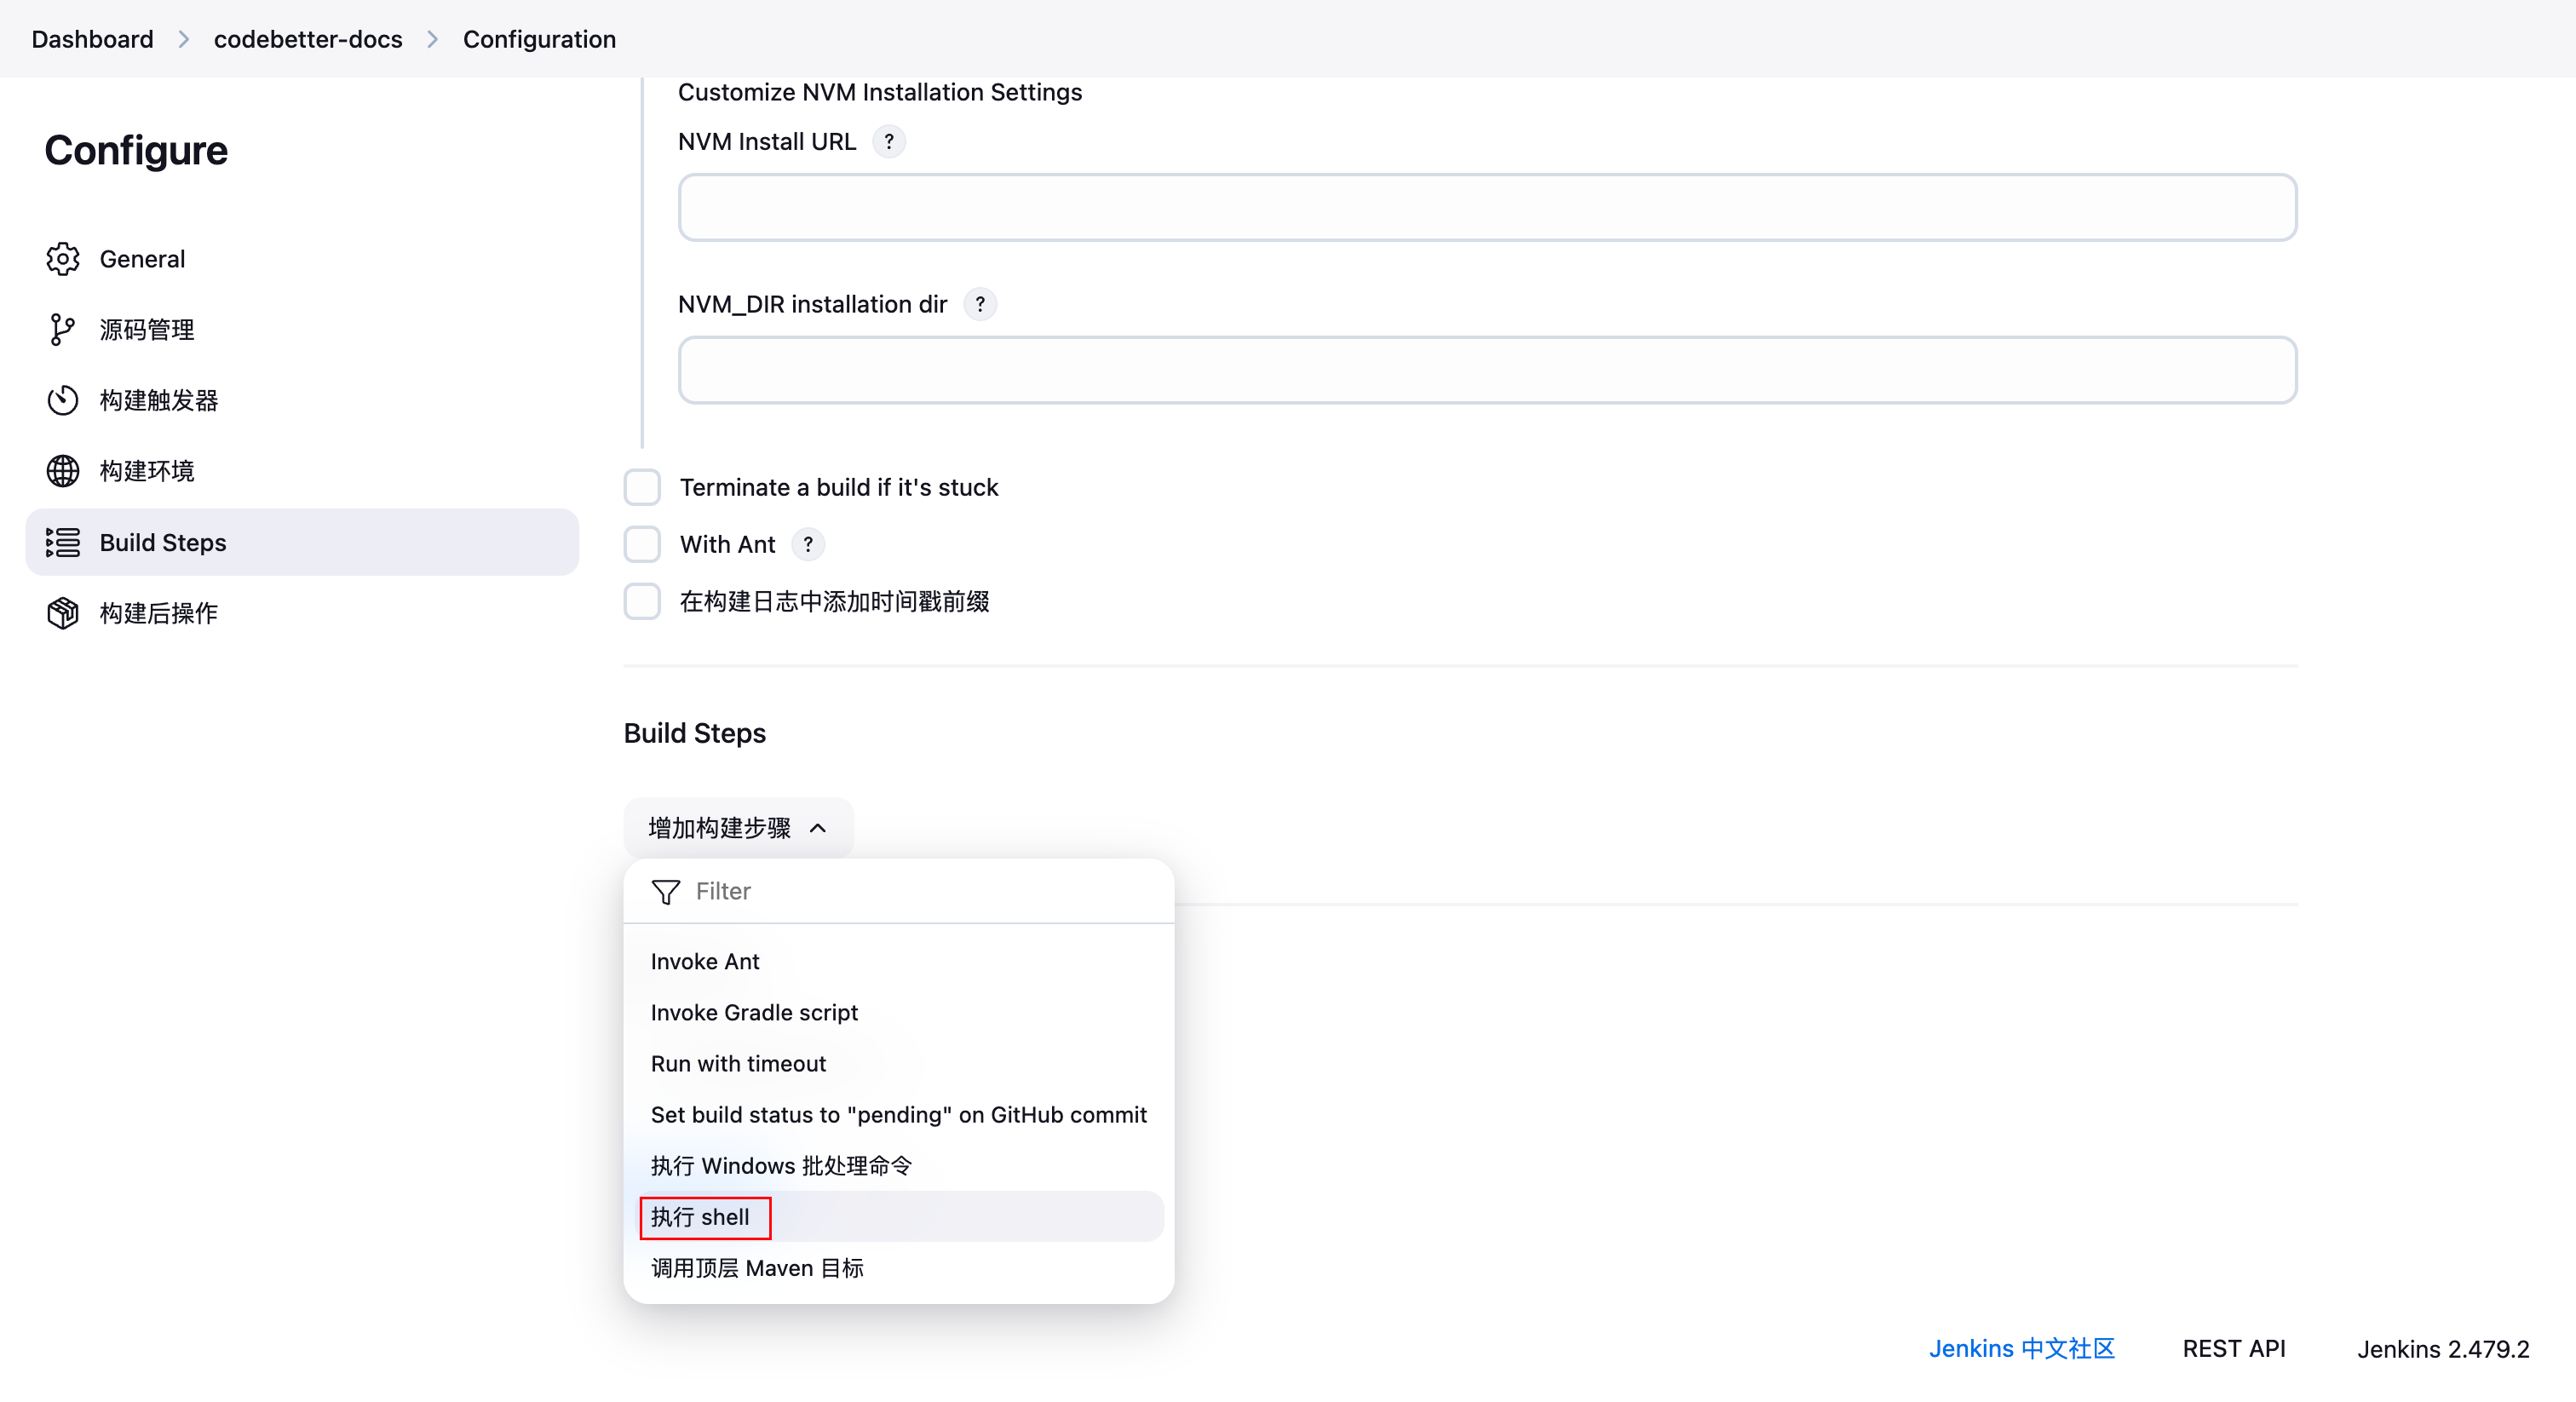 Dashboard > codebetter-docs > Configuration
Configure
General
源码管理
构建触发器
构建环境
Build Steps
构建后操作
Customize NVM Installation Settings
NVM Install URL ?
NVM_DIR installation dir ?
Terminate a build if it's stuck
With Ant ?
在构建日志中添加时间戳前缀
Build Steps
增加构建步骤
Filter
Invoke Ant
Invoke Gradle script
Run with timeout
Set build status to "pending" on GitHub commit
执行 Windows 批处理命令
执行 shell
调用顶层 Maven 目标
Jenkins 中文社区 REST API Jenkins 2.479.2